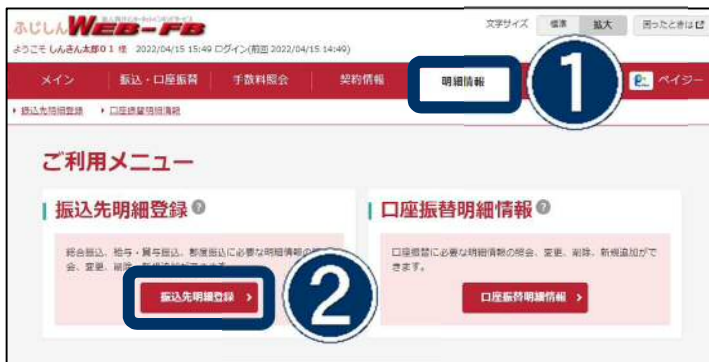 ふじしんWEB-FB
文字サイズ 標準 拡大 困ったときは
ようこそ しんきん太郎01 様 2022/04/15 15:49 ログイン(前回 2022/04/15 14:49)
メイン 振込・口座振替 手数料照会 契約情報 明細情報 ① ペイジー
振込先明細登録 口座振替明細情報
ご利用メニュー
振込先明細登録 ?
口座振替明細情報 ?
総合振込、給与・賞与振込、都度振込に必要な明細情報の
会、変更、削除、新規追加ができます。
口座振替に必要な明細情報の照会、変更、削除、新規追加がで
きます。
振込先明細登録 ②
口座振替明細情報